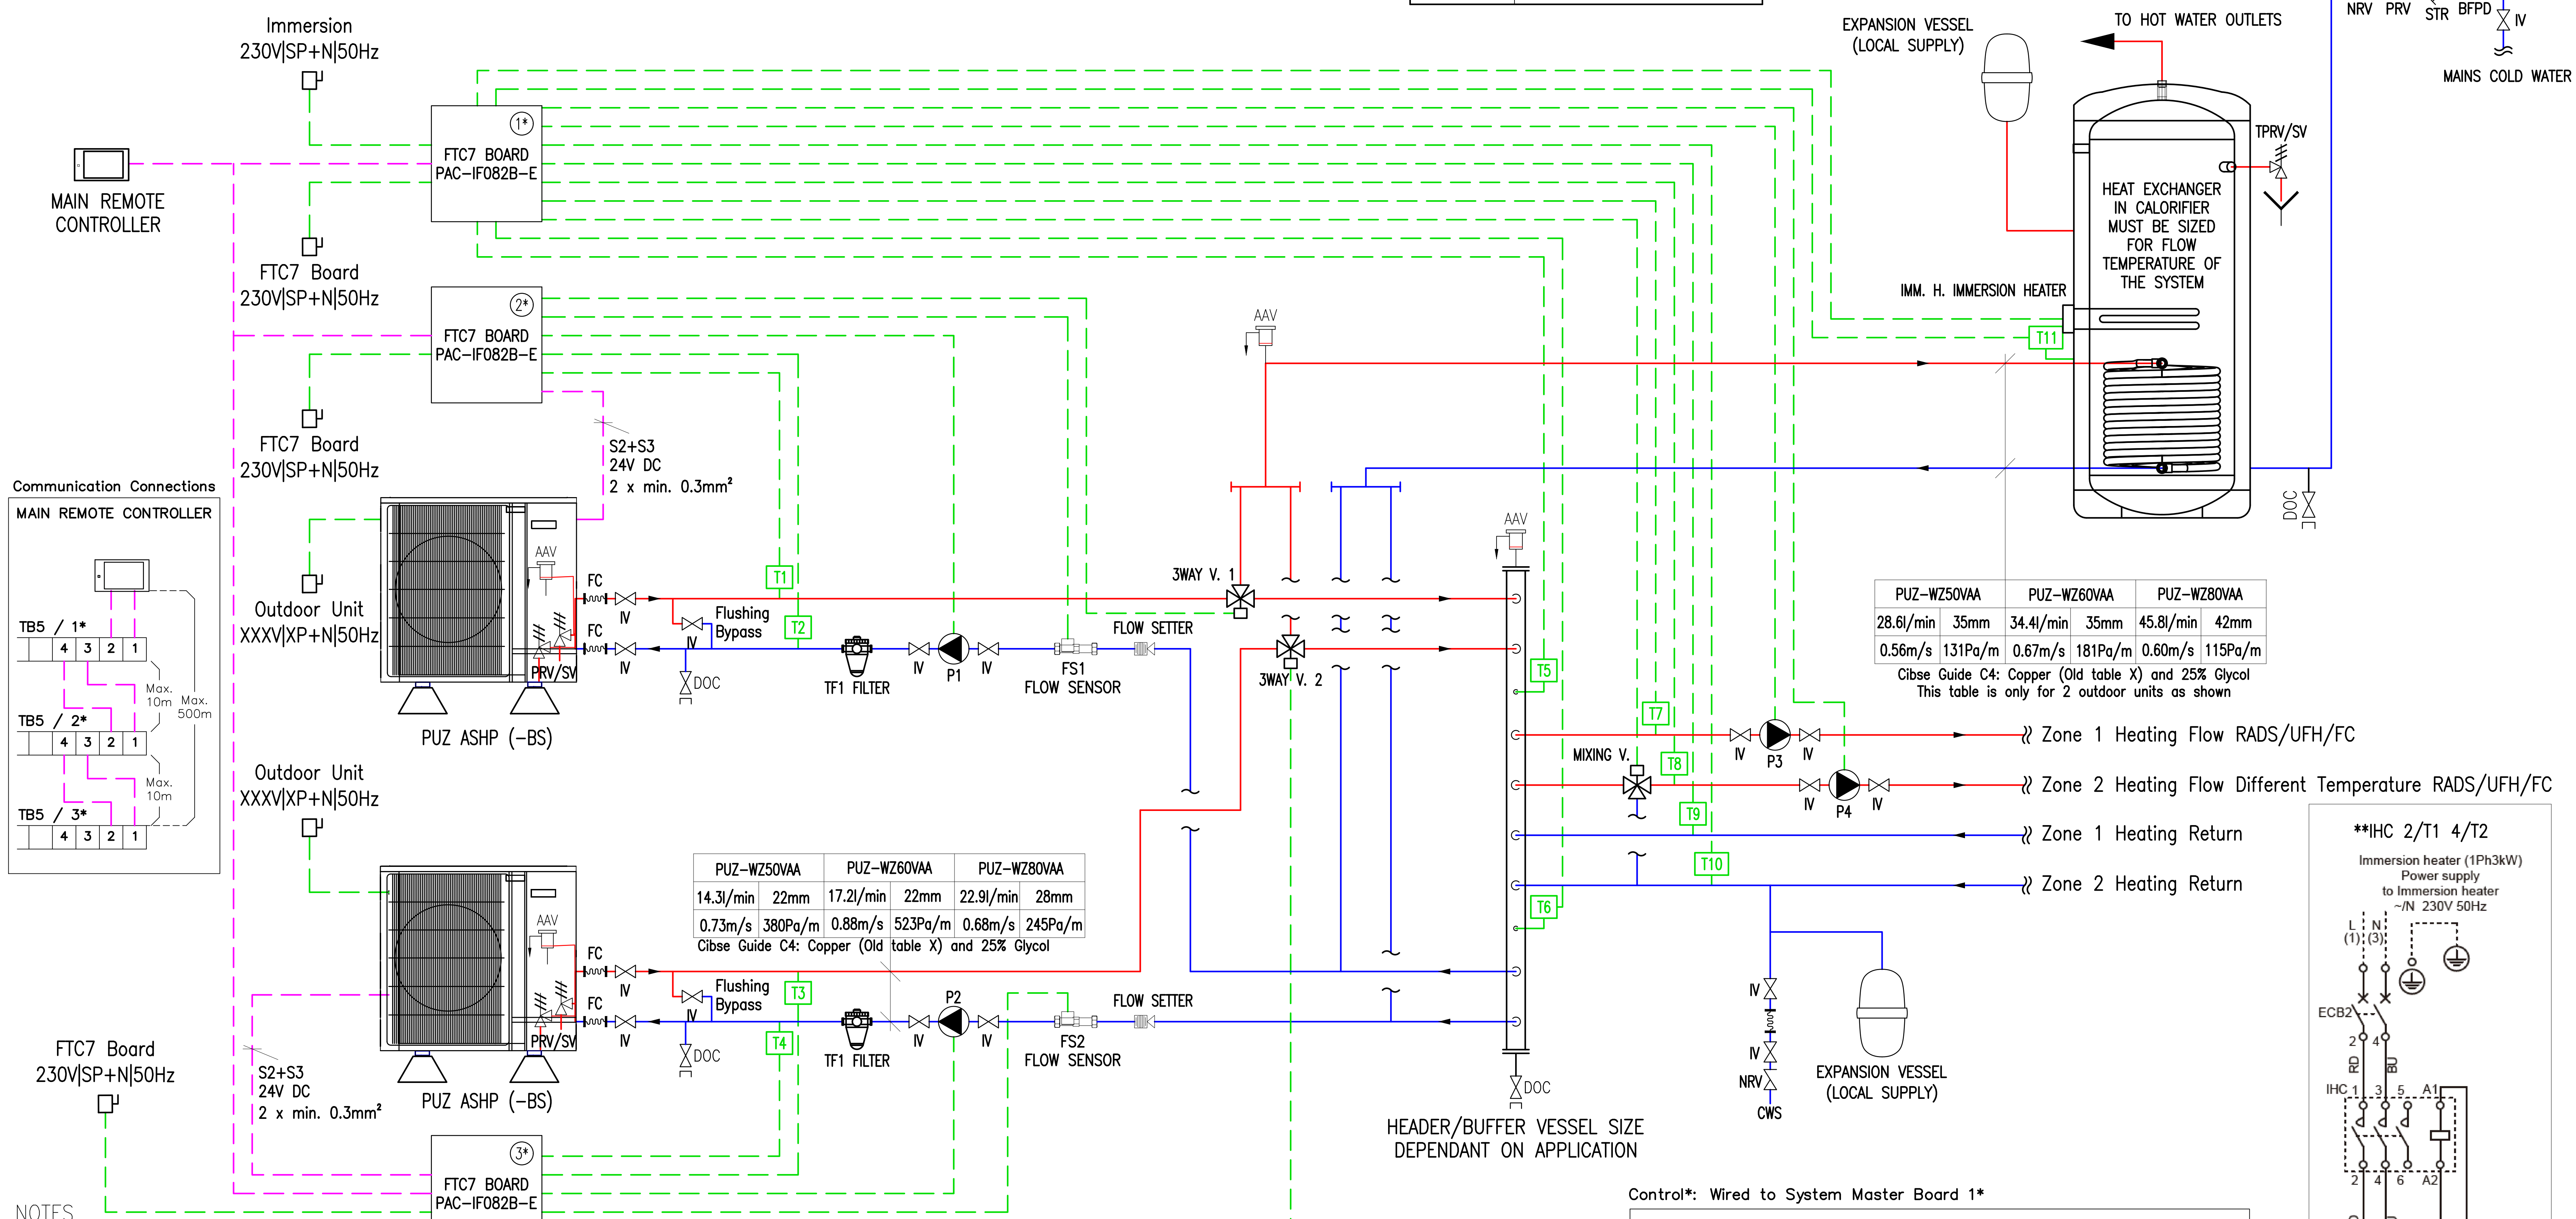 Immersion
230V|SP+N|50Hz
EXPANSION VESSEL
(LOCAL SUPPLY)
TO HOT WATER OUTLETS
NRV PRV STR BFPD
IV
MAINS COLD WATER
1*
FTC7 BOARD
PAC-IF082B-E
MAIN REMOTE
CONTROLLER
FTC7 Board
230V|SP+N|50Hz
TPRV/SV
HEAT EXCHANGER
IN CALORIFIER
MUST BE SIZED
FOR FLOW
TEMPERATURE OF
THE SYSTEM
IMM. H. IMMERSION HEATER
T11
DOC
2*
FTC7 BOARD
PAC-IF082B-E
FTC7 Board
230V|SP+N|50Hz
S2+S3
24V DC
2 x min. 0.3mm²
AAV
Communication Connections
MAIN REMOTE CONTROLLER
TB5 / 1*
4 3 2 1
Max.
10m
Max.
500m
TB5 / 2*
4 3 2 1
Max.
10m
TB5 / 3*
4 3 2 1
Outdoor Unit
XXXV|XP+N|50Hz
AAV
PRV/SV
FC
IV
FC
IV
PUZ ASHP (-BS)
T1
T2
Flushing
Bypass
IV
DOC
TF1 FILTER
IV
P1
IV
FS1
FLOW SENSOR
FLOW SETTER
3WAY V. 1
3WAY V. 2
AAV
T5
PUZ-WZ50VAA PUZ-WZ60VAA PUZ-WZ80VAA
28.6l/min 35mm 34.4l/min 35mm 45.8l/min 42mm
0.56m/s 131Pa/m 0.67m/s 181Pa/m 0.60m/s 115Pa/m
Cibse Guide C4: Copper (Old table X) and 25% Glycol
This table is only for 2 outdoor units as shown
T7
IV
P3
IV
Zone 1 Heating Flow RADS/UFH/FC
MIXING V.
T8
IV
P4
IV
Zone 2 Heating Flow Different Temperature RADS/UFH/FC
T9
Zone 1 Heating Return
T10
Zone 2 Heating Return
T6
Outdoor Unit
XXXV|XP+N|50Hz
PUZ-WZ50VAA PUZ-WZ60VAA PUZ-WZ80VAA
14.3l/min 22mm 17.2l/min 22mm 22.9l/min 28mm
0.73m/s 380Pa/m 0.88m/s 523Pa/m 0.68m/s 245Pa/m
Cibse Guide C4: Copper (Old table X) and 25% Glycol
AAV
PRV/SV
FC
IV
FC
IV
PUZ ASHP (-BS)
Flushing
Bypass
IV
DOC
T3
T4
TF1 FILTER
IV
P2
IV
FS2
FLOW SENSOR
FLOW SETTER
DOC
HEADER/BUFFER VESSEL SIZE
DEPENDANT ON APPLICATION
IV
IV
NRV
CWS
EXPANSION VESSEL
(LOCAL SUPPLY)
FTC7 Board
230V|SP+N|50Hz
S2+S3
24V DC
2 x min. 0.3mm²
3*
FTC7 BOARD
PAC-IF082B-E
NOTES
Control*: Wired to System Master Board 1*
**IHC 2/T1 4/T2
Immersion heater (1Ph3kW)
Power supply
to Immersion heater
~/N 230V 50Hz
L N
(1) (3)
ECB2
2 4
RD BU
IHC 1 3 5 A1
2 4 6 A2